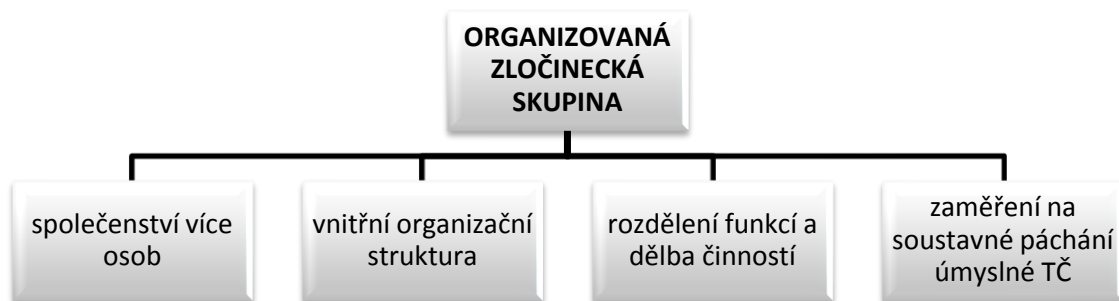 ORGANIZOVANÁ
ZLOČINECKÁ
SKUPINA
společenství více
osob
vnitřní organizační
struktura
rozdělení funkcí a
dělba činností
zaměření na
soustavné páchání
úmyslné TČ